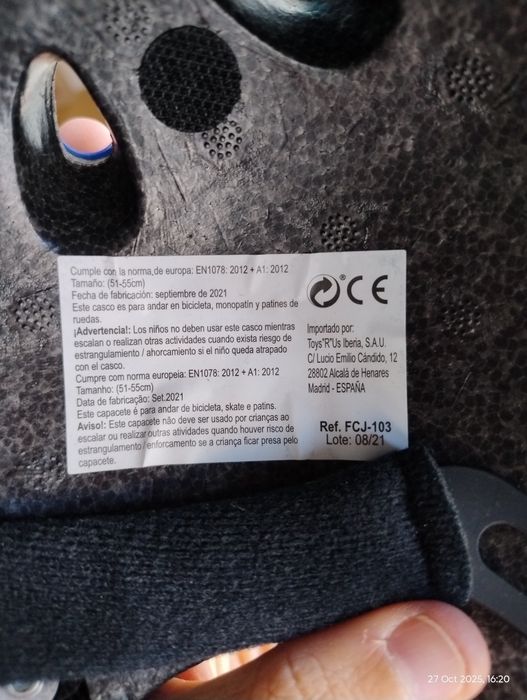 Cumple con la norma de europa: EN1078: 2012 + A1: 2012
Tamaño: (51-55cm)
Fecha de fabricación: septiembre de 2021
Este casco es para andar en bicicleta, monopatín y patines de
ruedas.
¡Advertencia!: Los niños no deben usar este casco mientras
escalan o realizan otras actividades cuando exista riesgo de
estrangulamiento / ahorcamiento si el niño queda atrapado
con el casco.
Cumpre com norma europeia: EN1078: 2012 + A1: 2012
Tamanho: (51-55cm)
Data de fabricação: Set.2021
Este capacete é para andar de bicicleta, skate e patins.
Aviso!: Este capacete não deve ser usado por crianças ao
escalar ou realizar outras atividades quando houver risco de
estrangulamento / enforcamento se a criança ficar presa pelo
capacete.
®
CE
Importado por:
Toys"R"Us Iberia, S.A.U.
C/ Lucio Emilio Cándido, 12
28802 Alcalá de Henares
Madrid - ESPAÑA
Ref. FCJ-103
Lote: 08/21
27 Oct 2025, 16:20